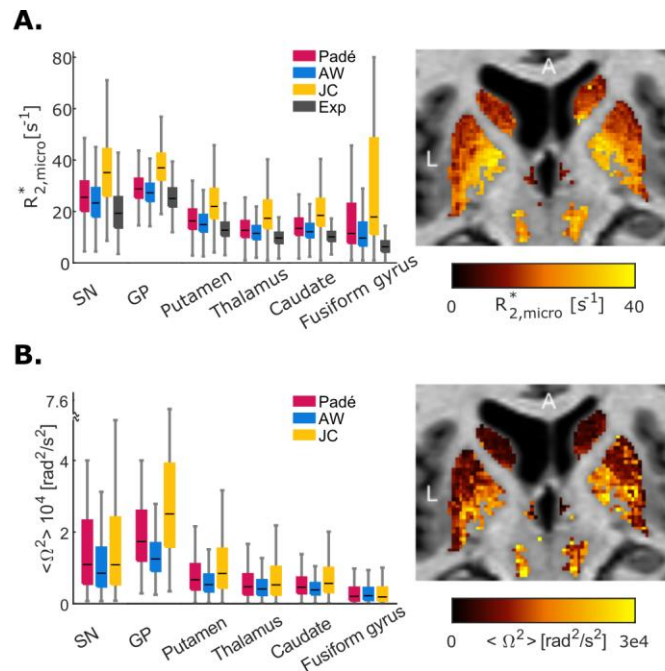 A.
80
60
40
20
0
R*2,micro [s-1]
Padé
AW
JC
Exp
SN
GP
Putamen
Thalamus
Caudate
Fusiform gyrus
A
L
0
40
R*2,micro [s-1]
B.
7.6
4
2
0
<Ω2> 104 [rad2/s2]
Padé
AW
JC
SN
GP
Putamen
Thalamus
Caudate
Fusiform gyrus
A
L
0
3e4
<Ω2> [rad2/s2]